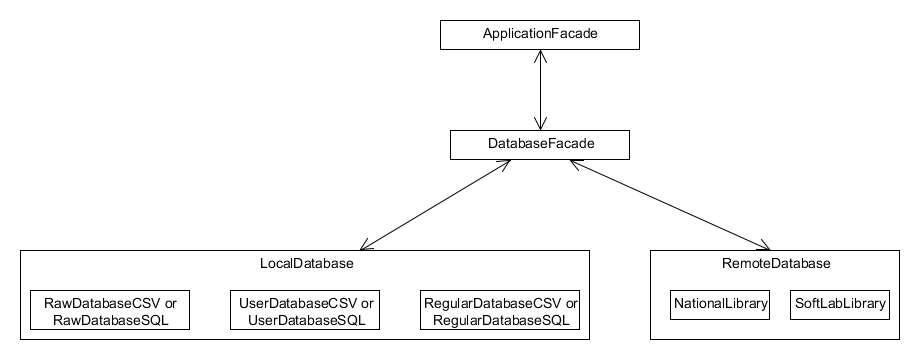 ApplicationFacade
DatabaseFacade
LocalDatabase
RawDatabaseCSV or
RawDatabaseSQL
UserDatabaseCSV or
UserDatabaseSQL
RegularDatabaseCSV or
RegularDatabaseSQL
RemoteDatabase
NationalLibrary
SoftLabLibrary